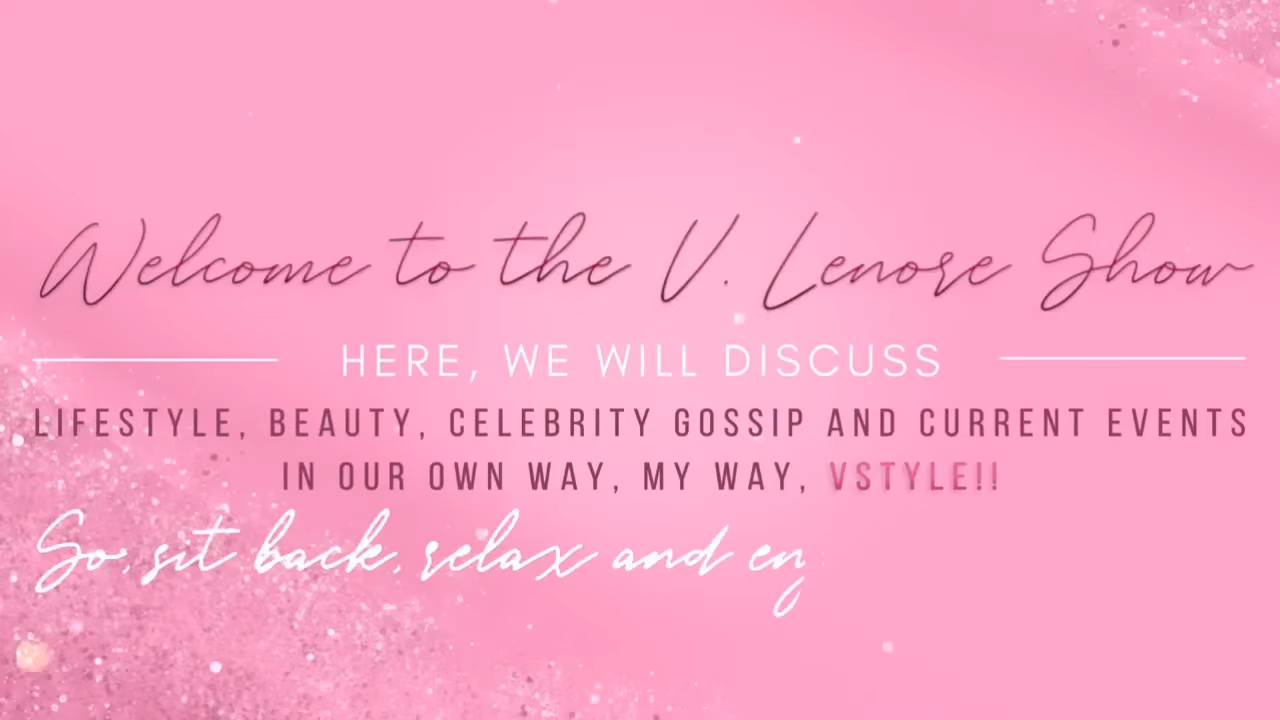 Welcome to the V. Lenore Show
HERE, WE WILL DISCUSS
LIFESTYLE, BEAUTY, CELEBRITY GOSSIP AND CURRENT EVENTS
IN OUR OWN WAY, MY WAY, VSTYLE!!
So, sit back, relax and en